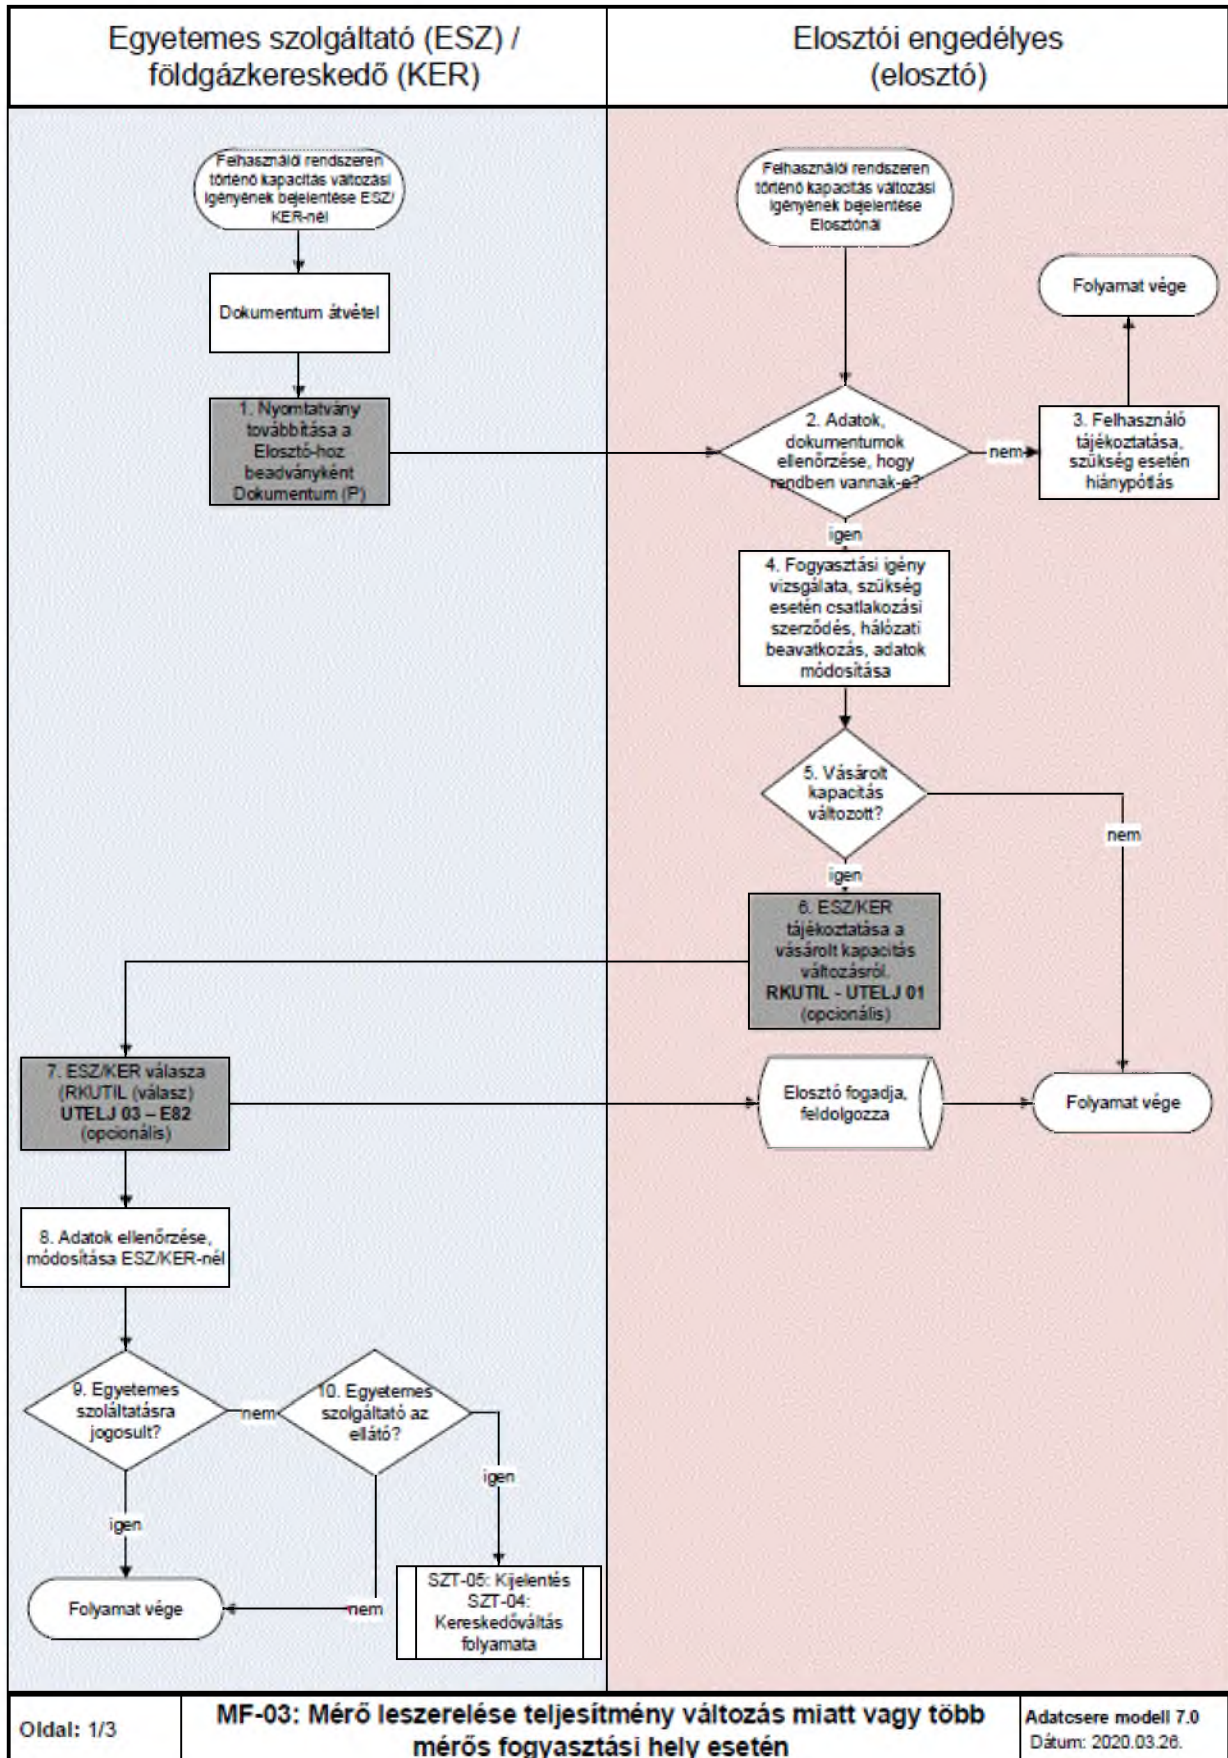 Egyetemes szolgáltató (ESZ) /
földgázkereskedő (KER)
Elosztói engedélyes
(elosztó)
Felhasználói rendszeren
történő kapacitás változási
igényének bejelentése ESZ/
KER-nél
Dokumentum átvétel
1. Nyomtatvány
továbbítása a
Elosztó-hoz
beadványként
Dokumentum (P)
Felhasználói rendszeren
történő kapacitás változási
igényének bejelentése
Elosztónál
Folyamat vége
2. Adatok,
dokumentumok
ellenőrzése, hogy
rendben vannak-e?
nem
3. Felhasználó
tájékoztatása,
szükség esetén
hiánypótlás
igen
4. Fogyasztási igény
vizsgálata, szükség
esetén csatlakozási
szerződés, hálózati
beavatkozás, adatok
módosítása
5. Vásárolt
kapacitás
változott?
nem
igen
6. ESZ/KER
tájékoztatása a
vásárolt kapacitás
változásról.
RKUTIL - UTELJ 01
(opcionális)
7. ESZ/KER válasza
(RKUTIL (válasz)
UTELJ 03 – E82
(opcionális)
Elosztó fogadja,
feldolgozza
Folyamat vége
8. Adatok ellenőrzése,
módosítása ESZ/KER-nél
9. Egyetemes
szoláltatásra
jogosult?
nem
10. Egyetemes
szolgáltató az
ellátó?
igen
igen
Folyamat vége
nem
SZT-05: Kijelentés
SZT-04:
Kereskedőváltás
folyamata
Oldal: 1/3
MF-03: Mérő leszerelése teljesítmény változás miatt vagy több
mérős fogyasztási hely esetén
Adatcsere modell 7.0
Dátum: 2020.03.26.